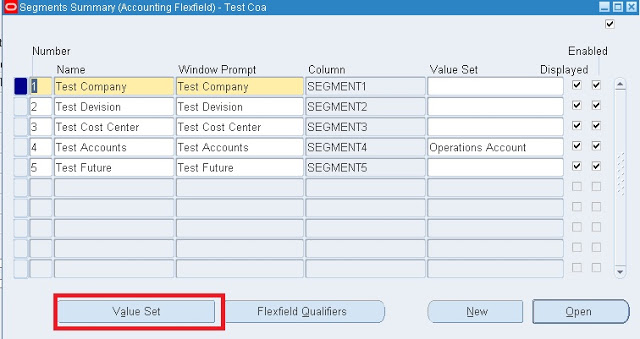 Segments Summary (Accounting Flexfield) - Test Coa
Number Enabled
Name Window Prompt Column Value Set Displayed
1 Test Company Test Company SEGMENT1
2 Test Devision Test Devision SEGMENT2
3 Test Cost Center Test Cost Center SEGMENT3
4 Test Accounts Test Accounts SEGMENT4 Operations Account
5 Test Future Test Future SEGMENT5
Value Set Flexfield Qualifiers New Open